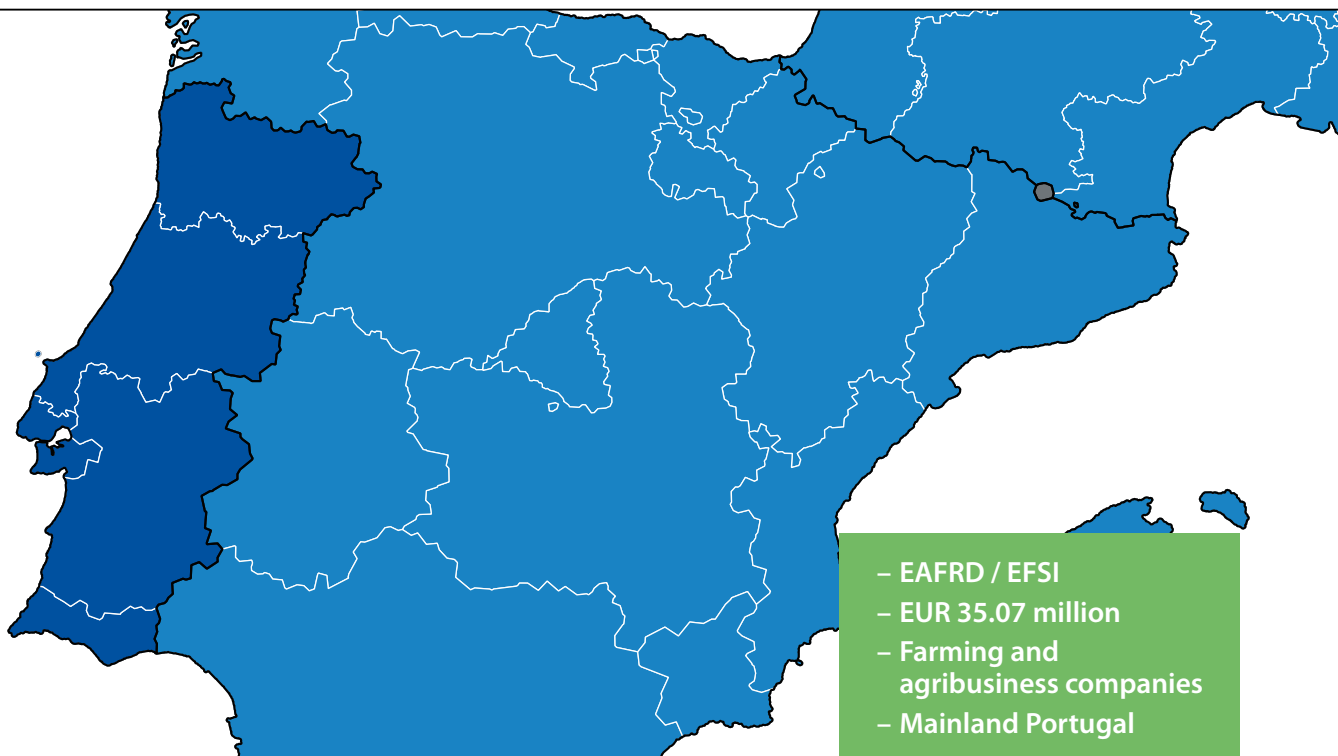 – EAFRD / EFSI
– EUR 35.07 million
– Farming and
agribusiness companies
– Mainland Portugal